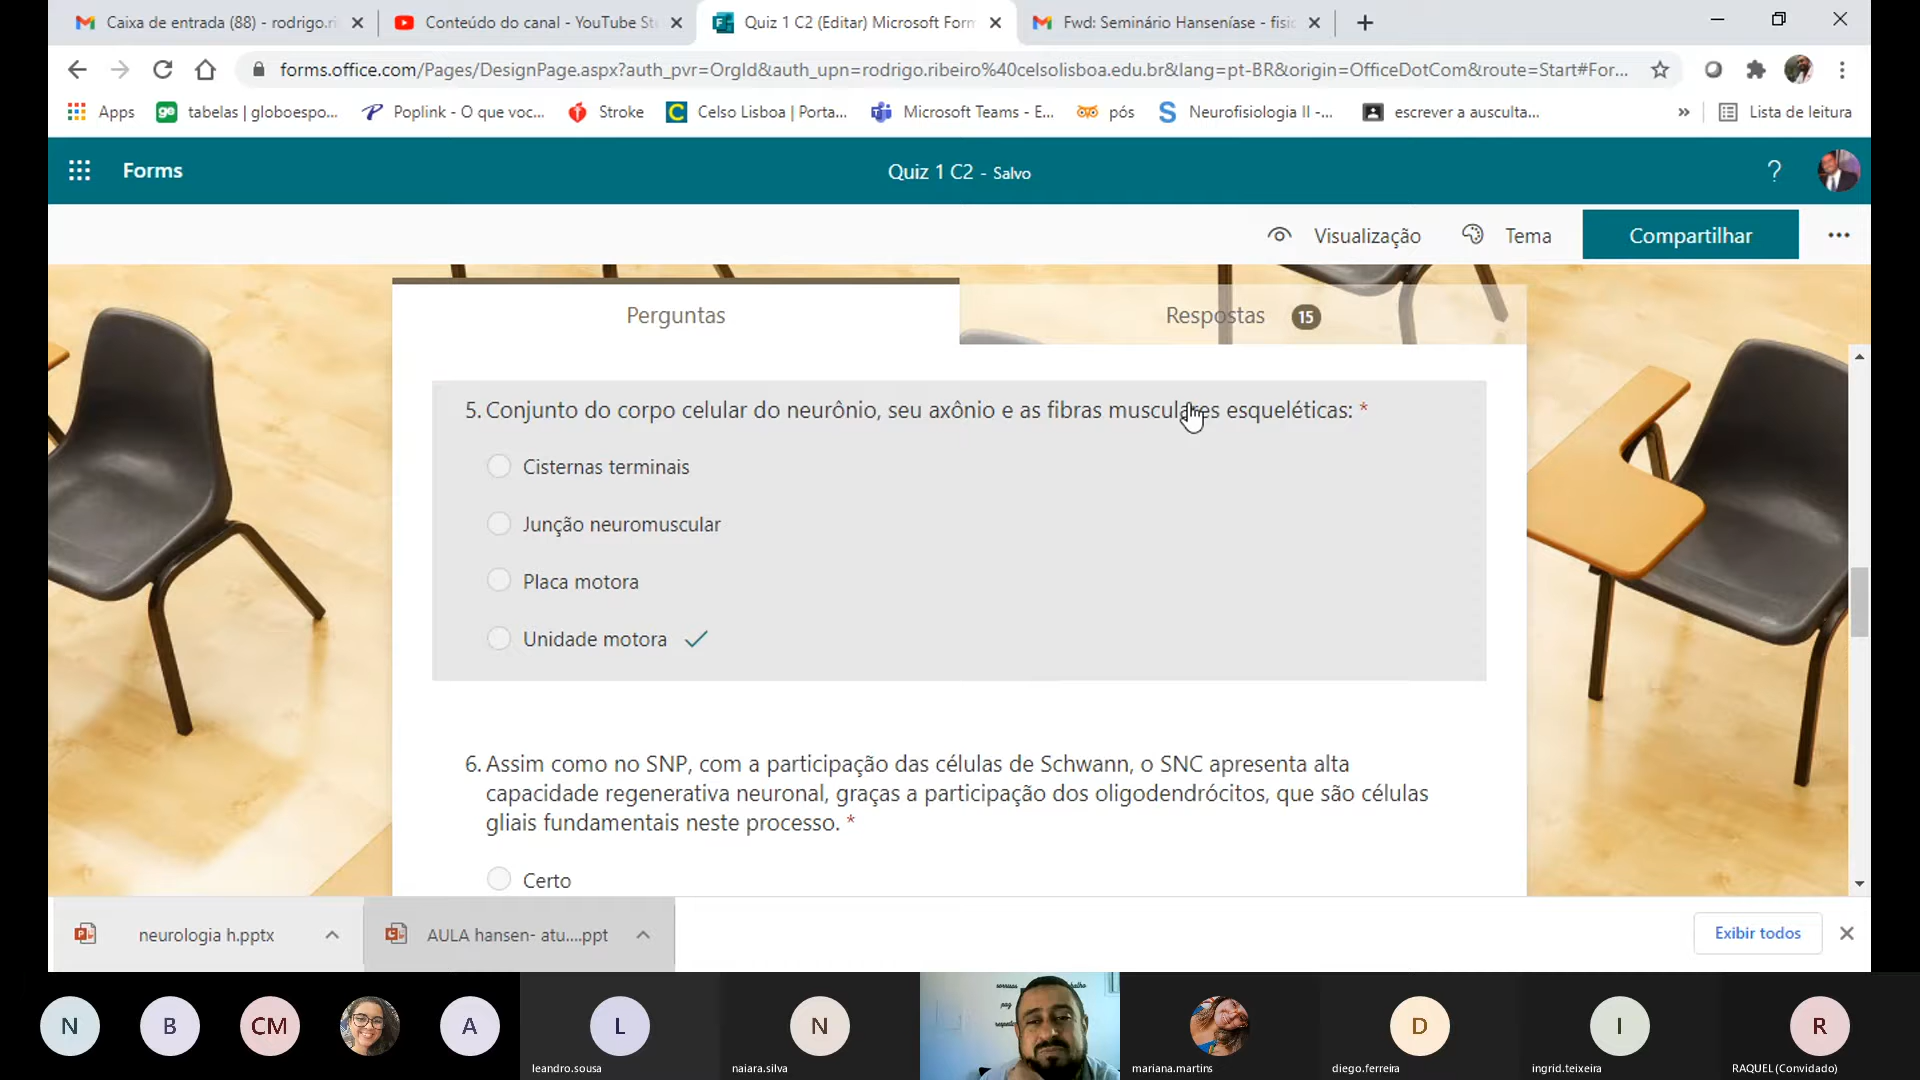 Caixa de entrada (88) - rodrigo.ri
Conteúdo do canal - YouTube St
Quiz 1 C2 (Editar) Microsoft Form
Fwd: Seminário Hanseníase - fisi
forms.office.com/Pages/DesignPage.aspx?auth_pvr=OrgId&auth_upn=rodrigo.ribeiro%40celsolisboa.edu.br&lang=pt-BR&origin=OfficeDotCom&route=Start#For...
Apps
tabelas | globoespo...
Poplink - O que voc...
Stroke
Celso Lisboa | Porta...
Microsoft Teams - E...
pós
Neurofisiologia II -...
escrever a ausculta...
»
Lista de leitura
Forms
Quiz 1 C2 - Salvo
?
Visualização
Tema
Compartilhar
Perguntas
Respostas 15
5. Conjunto do corpo celular do neurônio, seu axônio e as fibras musculares esqueléticas: *
Cisternas terminais
Junção neuromuscular
Placa motora
Unidade motora
6. Assim como no SNP, com a participação das células de Schwann, o SNC apresenta alta
capacidade regenerativa neuronal, graças a participação dos oligodendrócitos, que são células
gliais fundamentais neste processo. *
Certo
neurologia h.pptx
AULA hansen- atu....ppt
Exibir todos
N
B
CM
A
L
N
D
I
R
leandro.sousa
naiara.silva
mariana.martins
diego.ferreira
ingrid.teixeira
RAQUEL (Convidado)